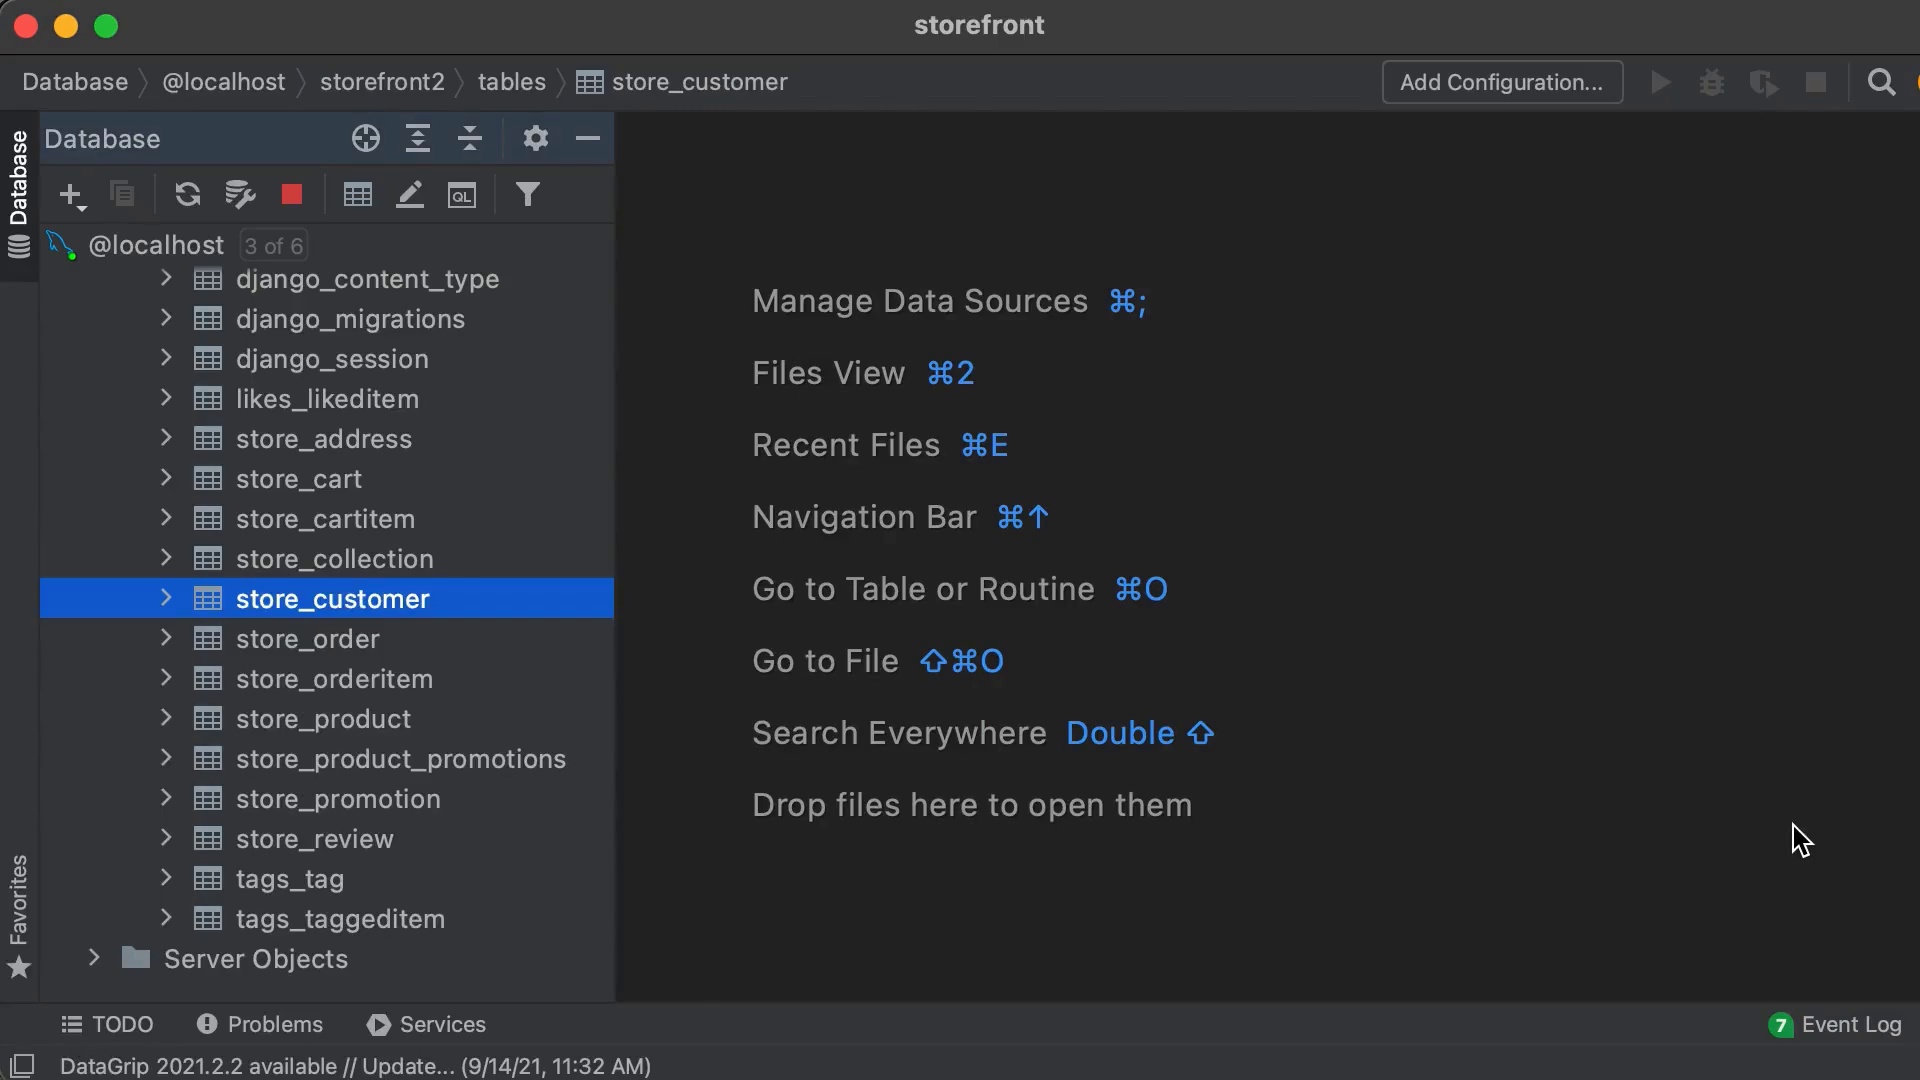 storefront
Database @localhost storefront2 tables store_customer Add Configuration...
Database
Database
QL
@localhost 3 of 6
django_content_type
django_migrations
django_session
likes_likeditem
store_address
store_cart
store_cartitem
store_collection
store_customer
store_order
store_orderitem
store_product
store_product_promotions
store_promotion
store_review
tags_tag
tags_taggeditem
Server Objects
Favorites
Manage Data Sources ⌘;
Files View ⌘2
Recent Files ⌘E
Navigation Bar ⌘↑
Go to Table or Routine ⌘O
Go to File ⇧⌘O
Search Everywhere Double ⇧
Drop files here to open them
TODO Problems Services 7 Event Log
DataGrip 2021.2.2 available // Update... (9/14/21, 11:32 AM)